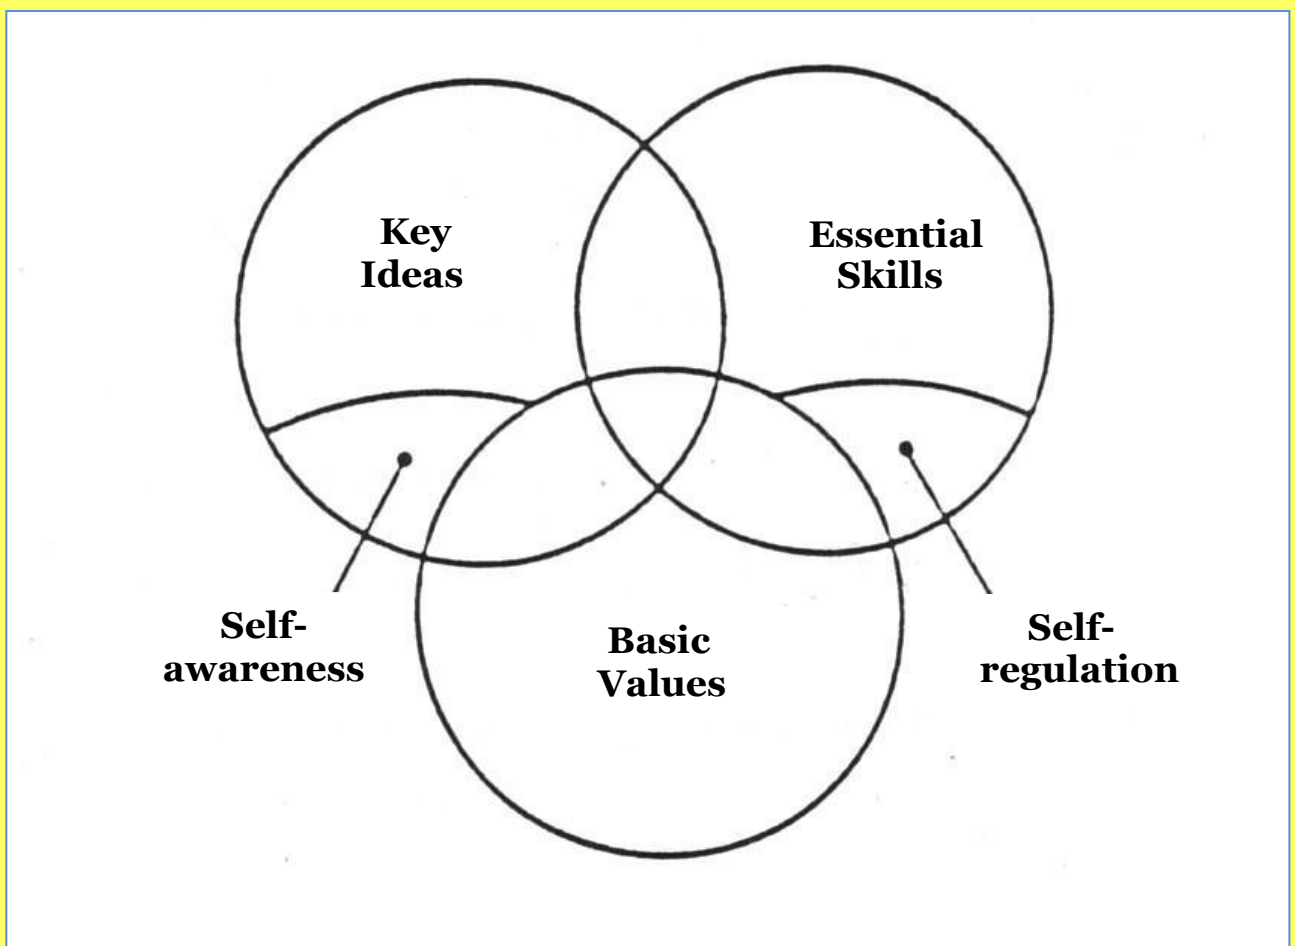 Key
Ideas
Essential
Skills
Self-
awareness
Basic
Values
Self-
regulation